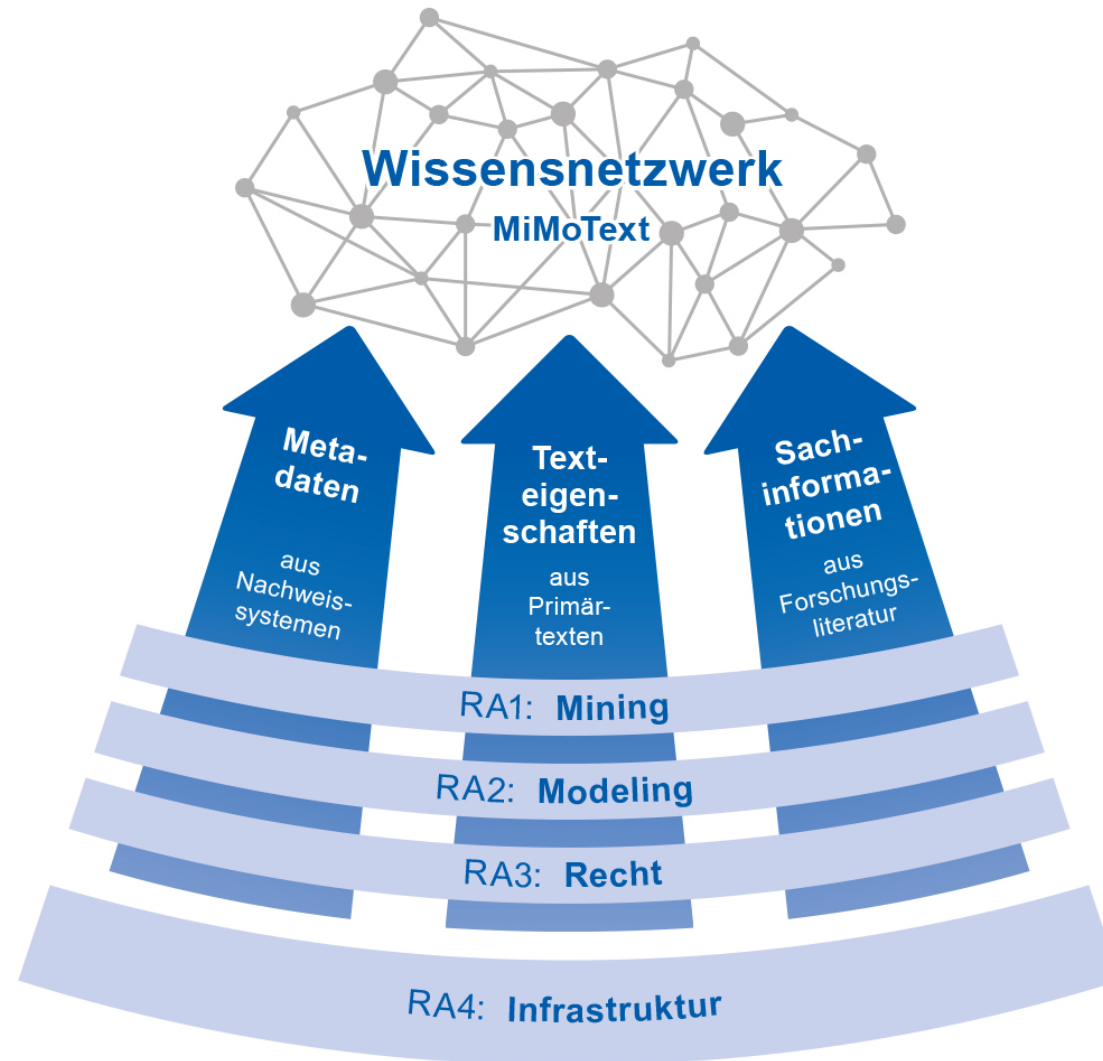 Wissensnetzwerk
MiMoText
Meta-
daten
aus
Nachweis-
systemen
Text-
eigen-
schaften
aus
Primär-
texten
Sach-
informa-
tionen
aus
Forschungs-
literatur
RA1: Mining
RA2: Modeling
RA3: Recht
RA4: Infrastruktur